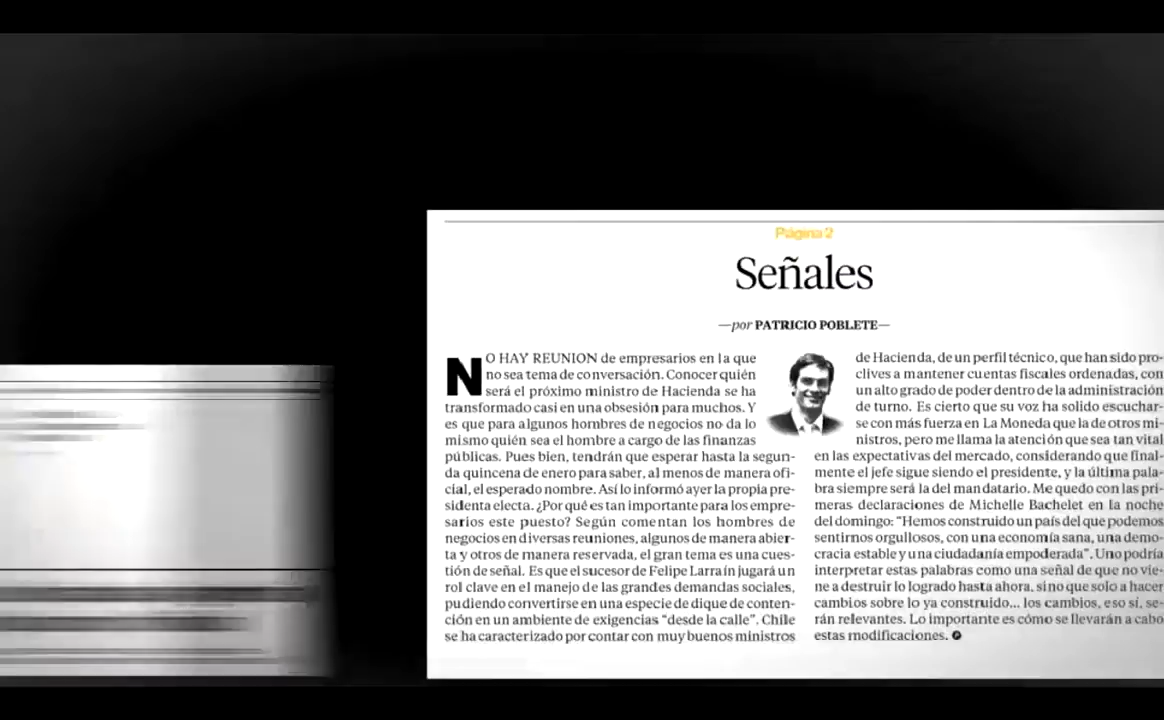 Página 2
Señales
—por PATRICIO POBLETE—
NO HAY REUNION de empresarios en la que
no sea tema de conversación. Conocer quién
será el próximo ministro de Hacienda se ha
transformado casi en una obsesión para muchos. Y
es que para algunos hombres de negocios no da lo
mismo quién sea el hombre a cargo de las finanzas
públicas. Pues bien, tendrán que esperar hasta la segun-
da quincena de enero para saber, al menos de manera ofi-
cial, el esperado nombre. Así lo informó ayer la propia pre-
sidenta electa. ¿Por qué es tan importante para los empre-
sarios este puesto? Según comentan los hombres de
negocios en diversas reuniones, algunos de manera abier-
ta y otros de manera reservada, el gran tema es una cues-
tión de señal. Es que el sucesor de Felipe Larraín jugará un
rol clave en el manejo de las grandes demandas sociales,
pudiendo convertirse en una especie de dique de conten-
ción en un ambiente de exigencias “desde la calle”. Chile
se ha caracterizado por contar con muy buenos ministros
de Hacienda, de un perfil técnico, que han sido pro-
clives a mantener cuentas fiscales ordenadas, con
un alto grado de poder dentro de la administración
de turno. Es cierto que su voz ha solido escuchar-
se con más fuerza en La Moneda que la de otros mi-
nistros, pero me llama la atención que sea tan vital
en las expectativas del mercado, considerando que final-
mente el jefe sigue siendo el presidente, y la última pala-
bra siempre será la del mandatario. Me quedo con las pri-
meras declaraciones de Michelle Bachelet en la noche
del domingo: “Hemos construido un país del que podemos
sentirnos orgullosos, con una economía sana, una demo-
cracia estable y una ciudadanía empoderada”. Uno podría
interpretar estas palabras como una señal de que no vie-
ne a destruir lo logrado hasta ahora, sino que solo a hacer
cambios sobre lo ya construido... los cambios, eso sí, se-
rán relevantes. Lo importante es cómo se llevarán a cabo
estas modificaciones. P